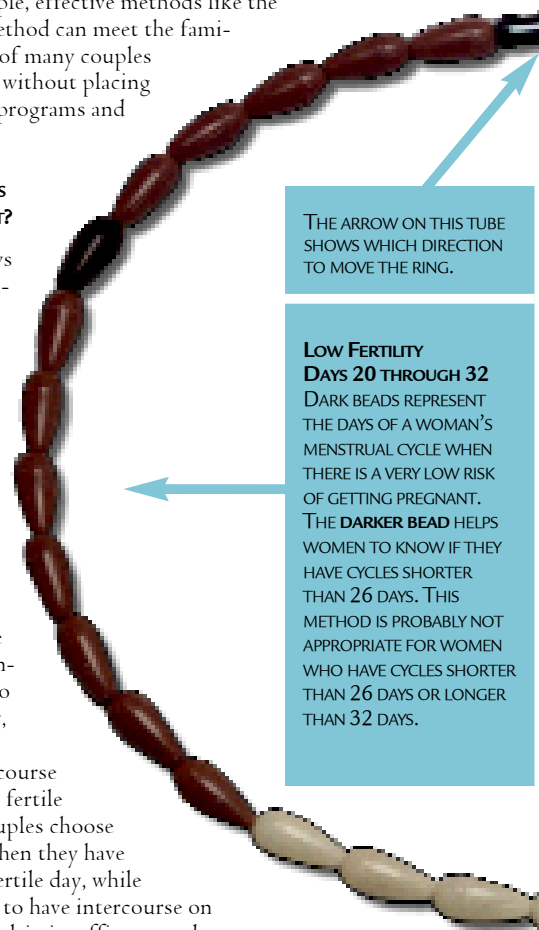 ple, effective methods like the
ethod can meet the fami-
of many couples
without placing
programs and
S
T?
ys
-
THE ARROW ON THIS TUBE
SHOWS WHICH DIRECTION
TO MOVE THE RING.
LOW FERTILITY
DAYS 20 THROUGH 32
DARK BEADS REPRESENT
THE DAYS OF A WOMAN'S
MENSTRUAL CYCLE WHEN
THERE IS A VERY LOW RISK
OF GETTING PREGNANT.
THE DARKER BEAD HELPS
WOMEN TO KNOW IF THEY
HAVE CYCLES SHORTER
THAN 26 DAYS. THIS
METHOD IS PROBABLY NOT
APPROPRIATE FOR WOMEN
WHO HAVE CYCLES SHORTER
THAN 26 DAYS OR LONGER
THAN 32 DAYS.
e
n-
o
,
course
fertile
uples choose
hen they have
ertile day, while
to have intercourse on